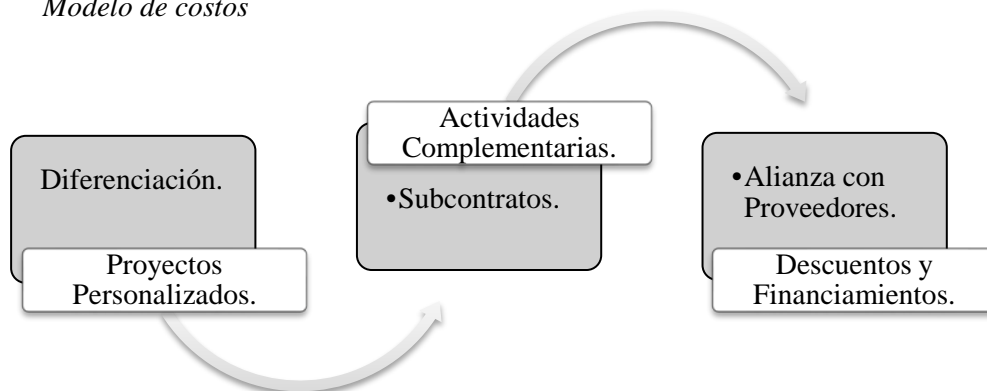 Modelo de costos
Diferenciación.
Proyectos
Personalizados.
Actividades
Complementarias.
•Subcontratos.
•Alianza con
Proveedores.
Descuentos y
Financiamientos.